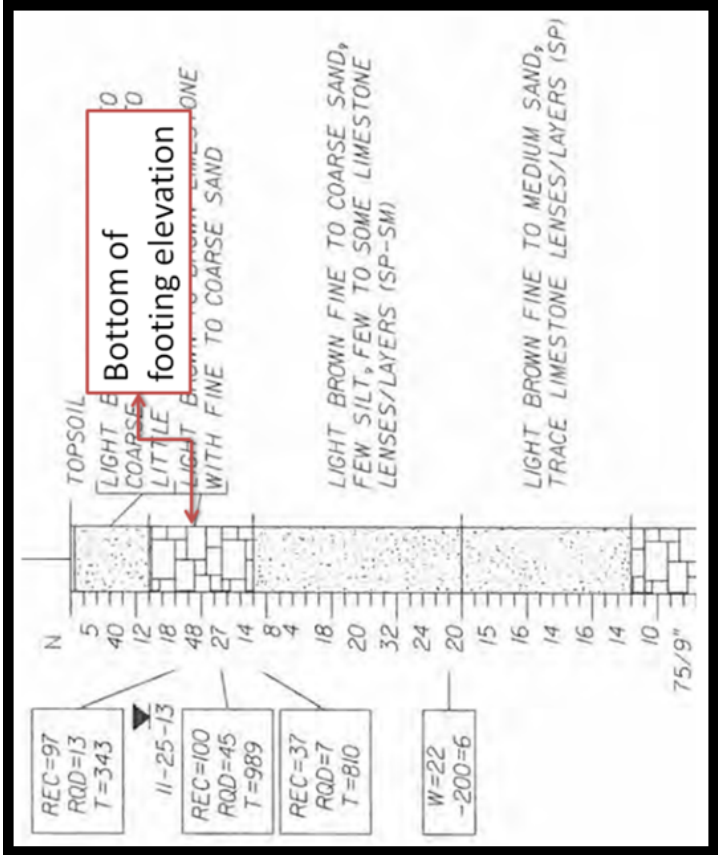 REC=97
RQD=13
T=343
11-25-13
REC=100
RQD=45
T=989
REC=37
RQD=7
T=810
W=22
-200=6
N
5
40
12
18
48
27
14
8
4
18
20
32
24
20
15
16
14
16
14
10
75/9"
TOPSOIL
LIGHT TO
COARSE TO
LITTLE
LIGHT
WITH FINE TO COARSE SAND
Bottom of
footing elevation
LIGHT BROWN FINE TO COARSE SAND,
FEW SILT, FEW TO SOME LIMESTONE
LENSES/LAYERS (SP-SM)
LIGHT BROWN FINE TO MEDIUM SAND,
TRACE LIMESTONE LENSES/LAYERS (SP)